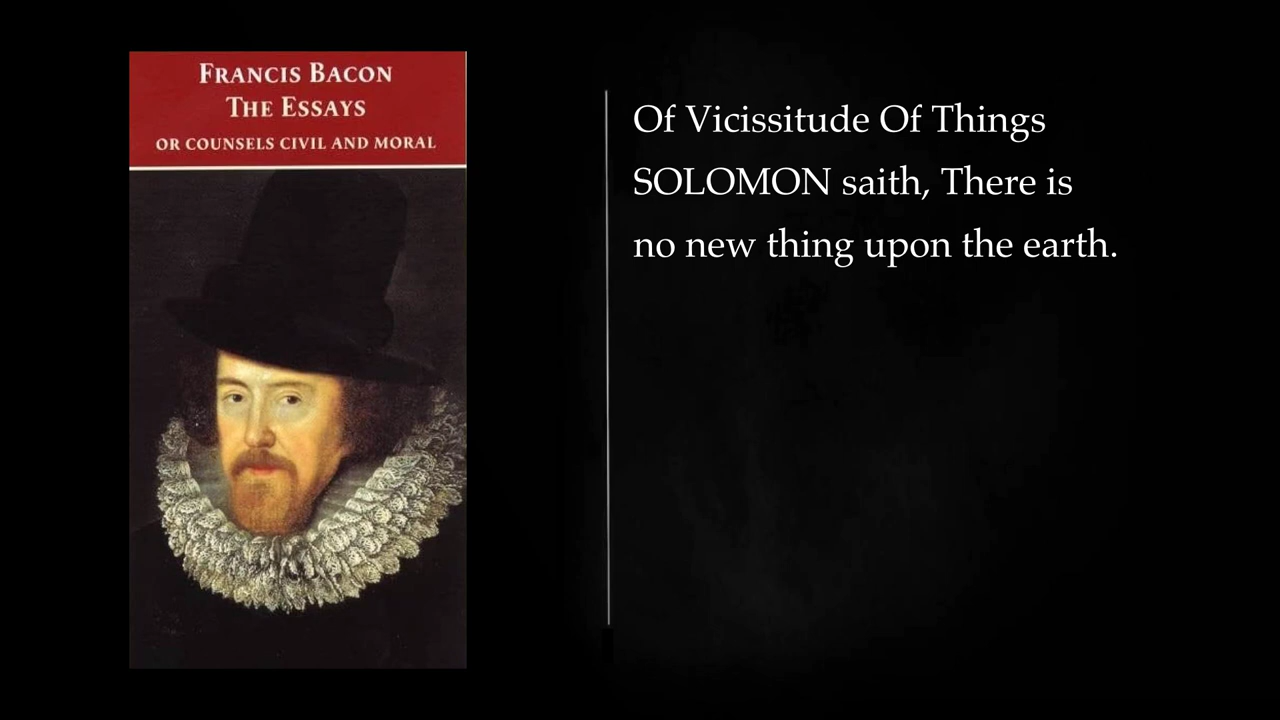 FRANCIS BACON
THE ESSAYS
OR COUNSELS CIVIL AND MORAL
Of Vicissitude Of Things
SOLOMON saith, There is
no new thing upon the earth.